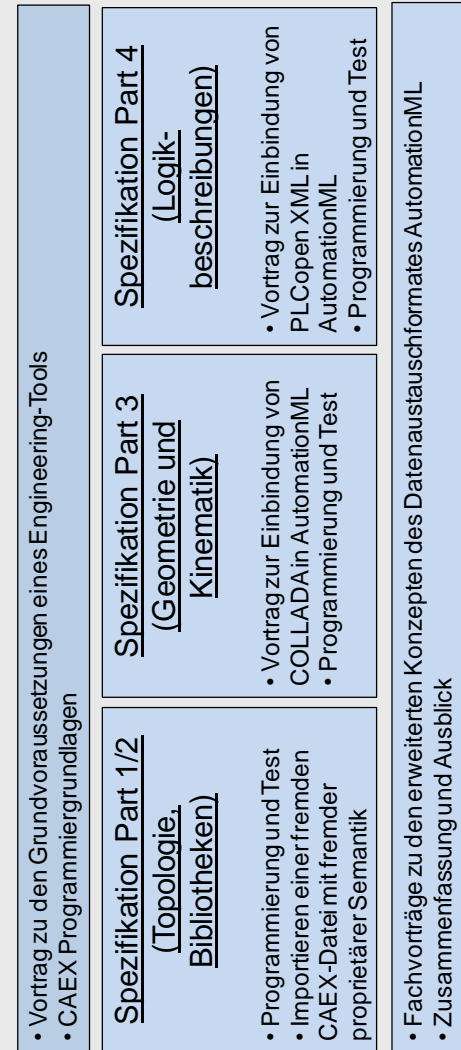 • Vortrag zu den Grundvoraussetzungen eines Engineering-Tools
• CAEX Programmiergrundlagen
Spezifikation Part 1/2
(Topologie,
Bibliotheken)
• Programmierung und Test
• Importieren einer fremden
CAEX-Datei mit fremder
proprietärer Semantik
Spezifikation Part 3
(Geometrie und
Kinematik)
• Vortrag zur Einbindung von
COLLADA in AutomationML
• Programmierung und Test
Spezifikation Part 4
(Logik-
beschreibungen)
• Vortrag zur Einbindung von
PLCopen XML in
AutomationML
• Programmierung und Test
• Fachvorträge zu den erweiterten Konzepten des Datenaustauschformates AutomationML
• Zusammenfassung und Ausblick